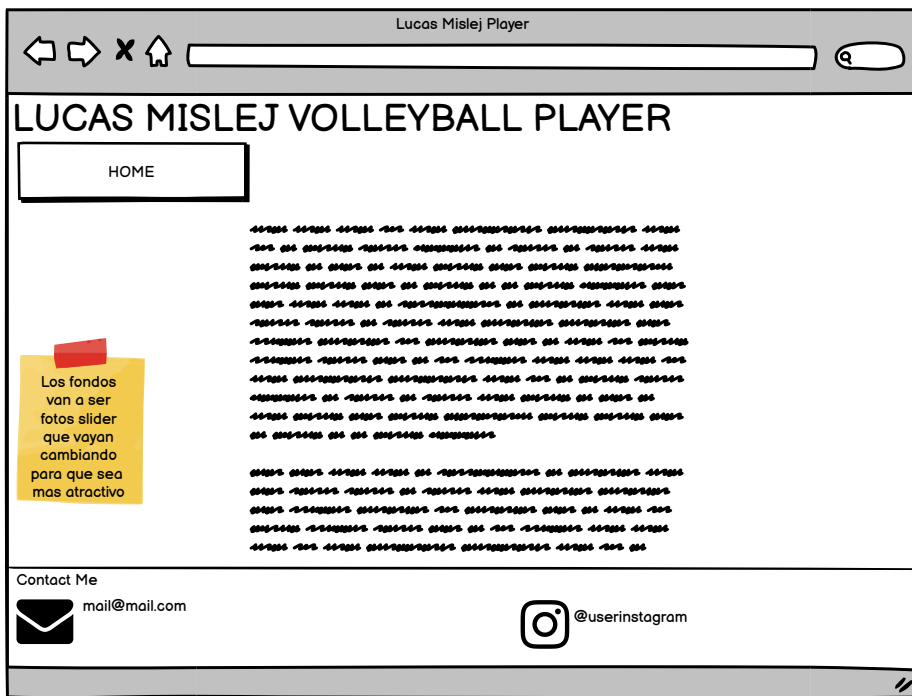 Lucas Mislej Player
LUCAS MISLEJ VOLLEYBALL PLAYER
HOME
Los fondos
van a ser
fotos slider
que vayan
cambiando
para que sea
mas atractivo
Contact Me
mail@mail.com
@userinstagram